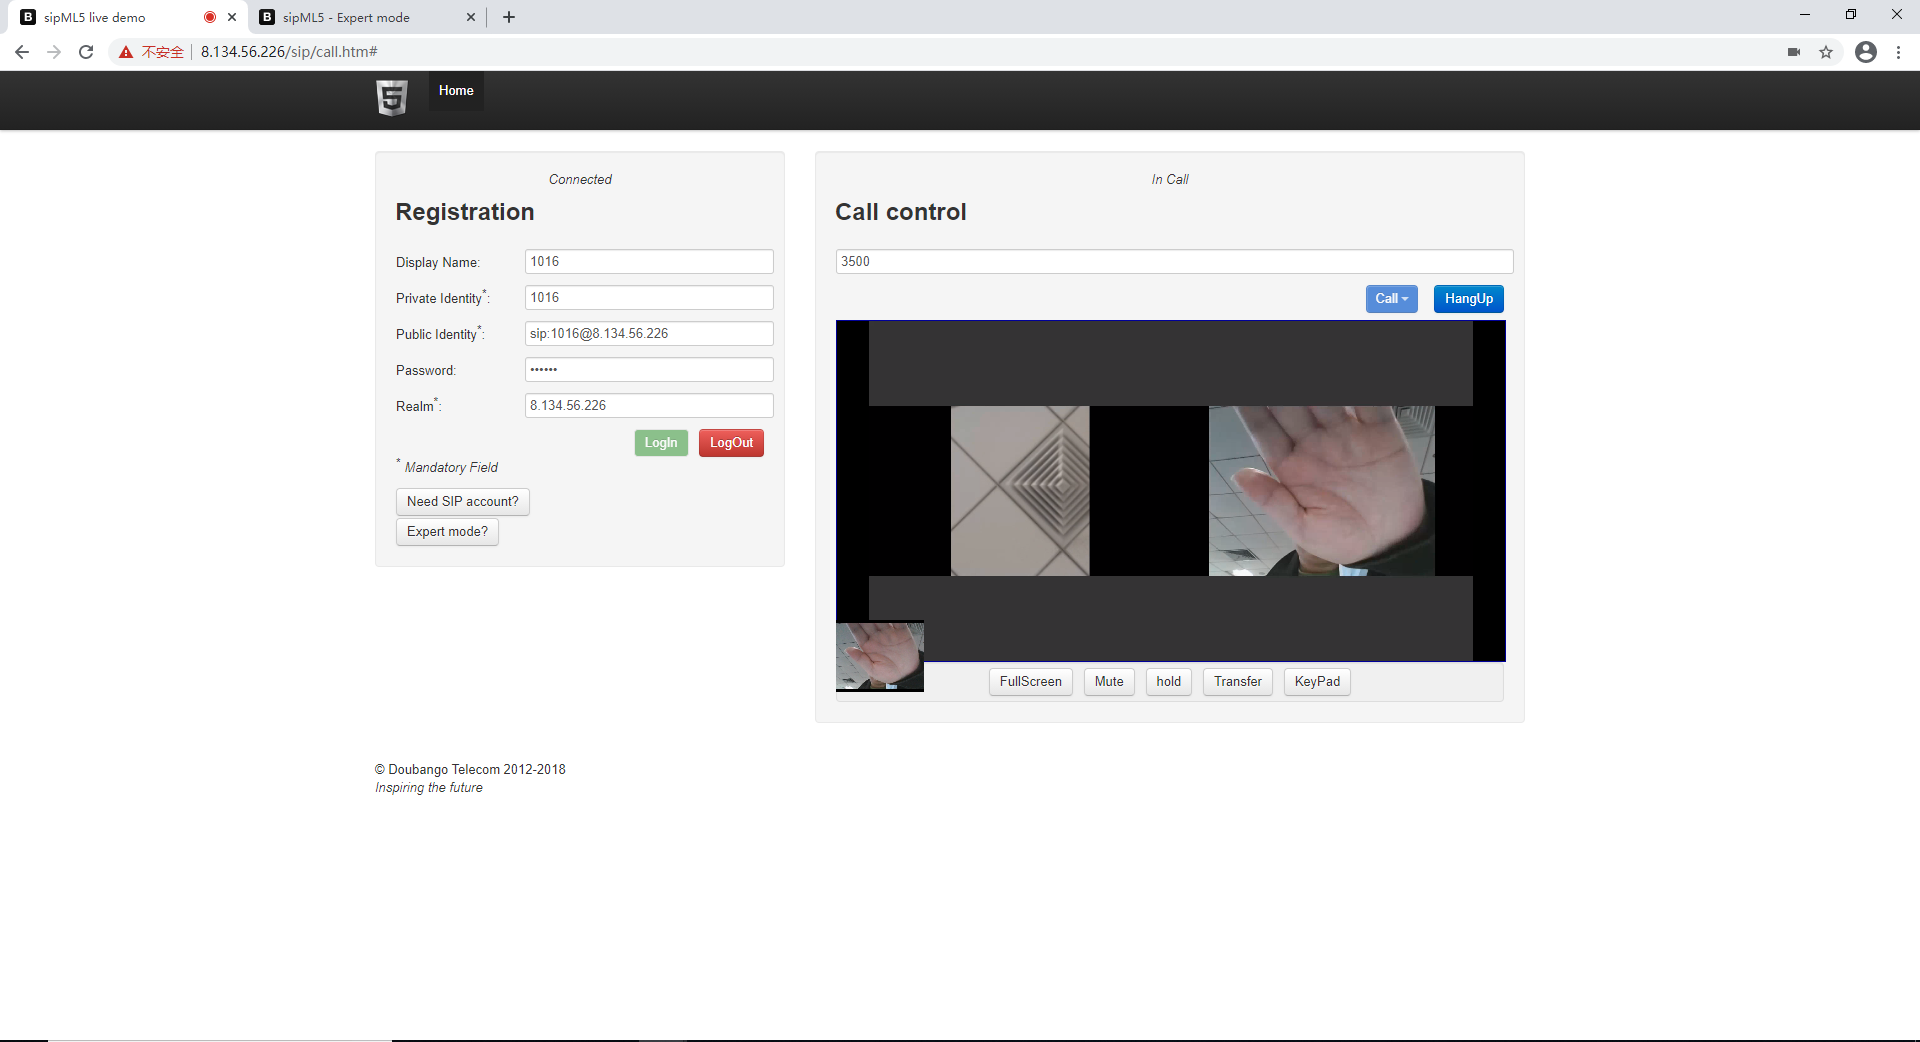 B sipML5 live demo
B sipML5 - Expert mode
不安全 8.134.56.226/sip/call.htm#
5 Home
Connected
Registration
Display Name: 1016
Private Identity*: 1016
Public Identity*: sip:1016@8.134.56.226
Password: ••••••
Realm*: 8.134.56.226
LogIn LogOut
* Mandatory Field
Need SIP account?
Expert mode?
In Call
Call control
3500
Call HangUp
FullScreen Mute hold Transfer KeyPad
© Doubango Telecom 2012-2018
Inspiring the future